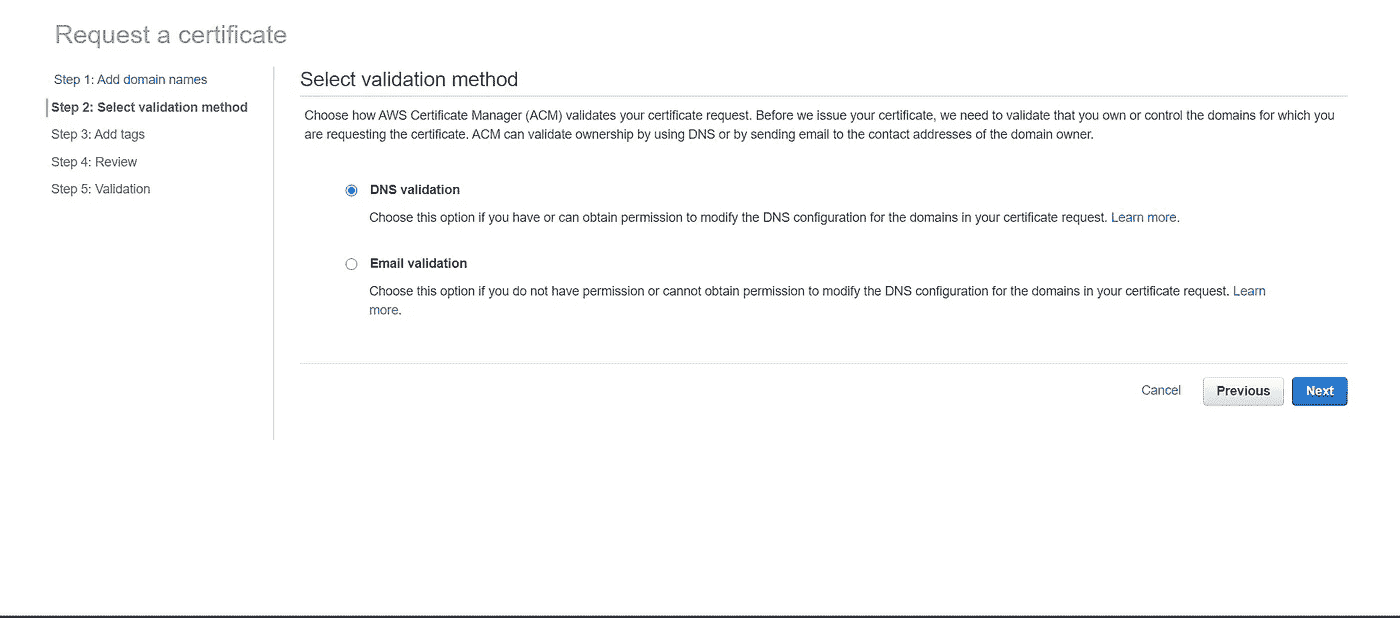 Request a certificate
Step 1: Add domain names
Step 2: Select validation method
Step 3: Add tags
Step 4: Review
Step 5: Validation
Select validation method
Choose how AWS Certificate Manager (ACM) validates your certificate request. Before we issue your certificate, we need to validate that you own or control the domains for which you
are requesting the certificate. ACM can validate ownership by using DNS or by sending email to the contact addresses of the domain owner.
DNS validation
Choose this option if you have or can obtain permission to modify the DNS configuration for the domains in your certificate request. Learn more.
Email validation
Choose this option if you do not have permission or cannot obtain permission to modify the DNS configuration for the domains in your certificate request. Learn
more.
Cancel Previous Next